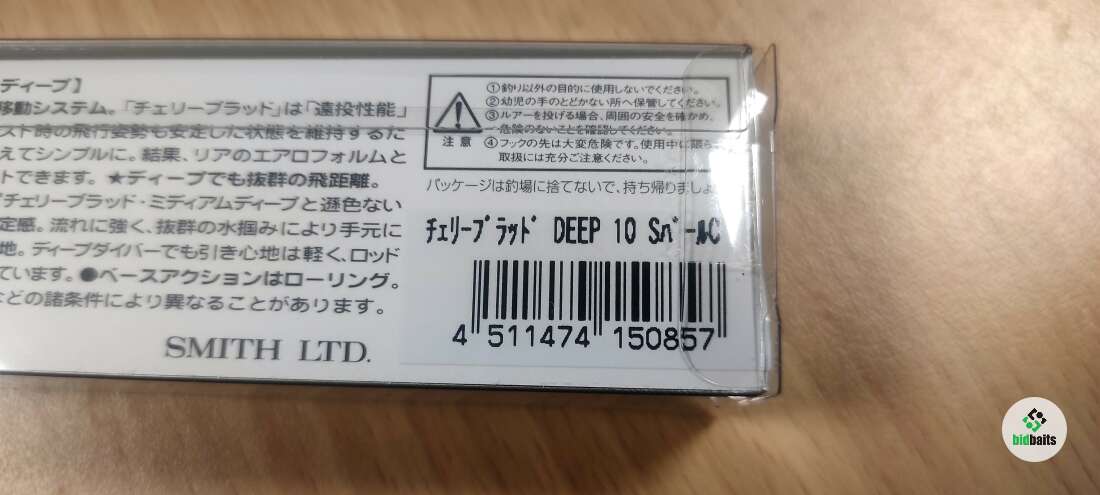 ディープ】
移動システム。「チェリーブラッド」は「遠投性能」
スト時の飛行姿勢も安定した状態を維持するた
えてシンプルに。結果、リアのエアロフォルムと
トできます。★ディープでも抜群の飛距離。
チェリーブラッド・ミディアムディープと遜色ない
定感。流れに強く、抜群の水掴みにより手元に
地。ディープダイバーでも引き心地は軽く、ロッド
ています。●ベースアクションはローリング。
などの諸条件により異なることがあります。
SMITH LTD.
注意
①釣り以外の目的に使用しないでください。
②幼児の手のとどかない所へ保管してください。
③ルアーを投げる場合、周囲の安全を確かめ、
危険のないことを確認してください。
④フックの先は大変危険です。使用中に限らず
取扱には充分ご注意ください。
パッケージは釣場に捨てないで、持ち帰りましょ
ﾁｪﾘｰﾌﾞﾗｯﾄﾞ DEEP 10 SﾊﾟｰﾙC
4 511474 150857
bidbaits